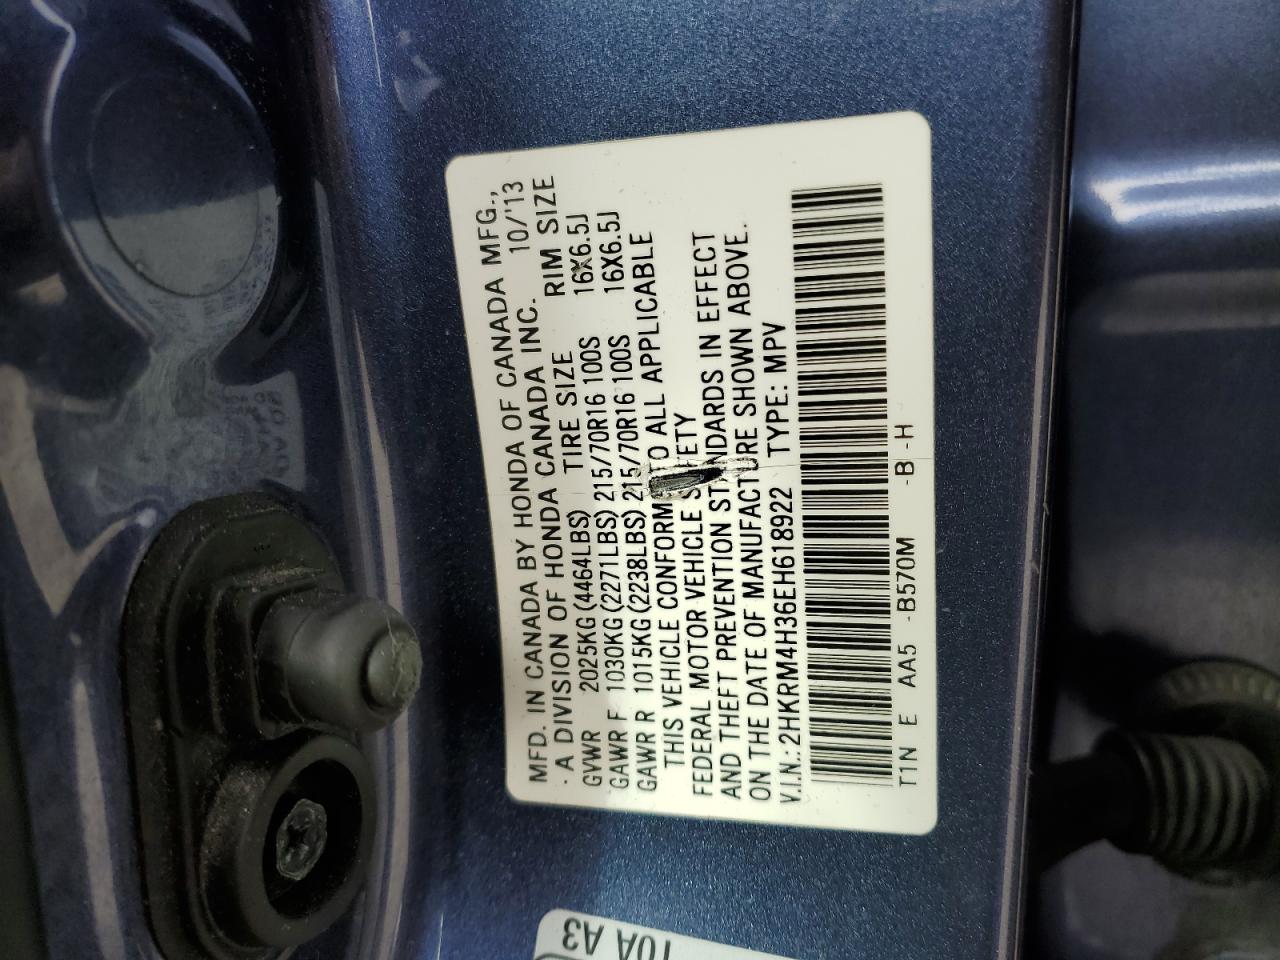 MFD. IN CANADA BY HONDA OF CANADA MFG.,
A DIVISION OF HONDA CANADA INC. 10/'13
TIRE SIZE RIM SIZE
GVWR 2025KG(4464LBS)
GAWR F 1030KG(2271LBS) 215/70R16 100S 16X6.5J
GAWR R 1015KG(2238LBS) 215/70R16 100S 16X6.5J
THIS VEHICLE CONFORM TO ALL APPLICABLE
FEDERAL MOTOR VEHICLE SAFETY
AND THEFT PREVENTION STANDARDS IN EFFECT
ON THE DATE OF MANUFACTURE SHOWN ABOVE.
V.I.N.:2HKRM4H36EH618922 TYPE: MPV
T1N E AA5 -B570M -B -H
10A A3